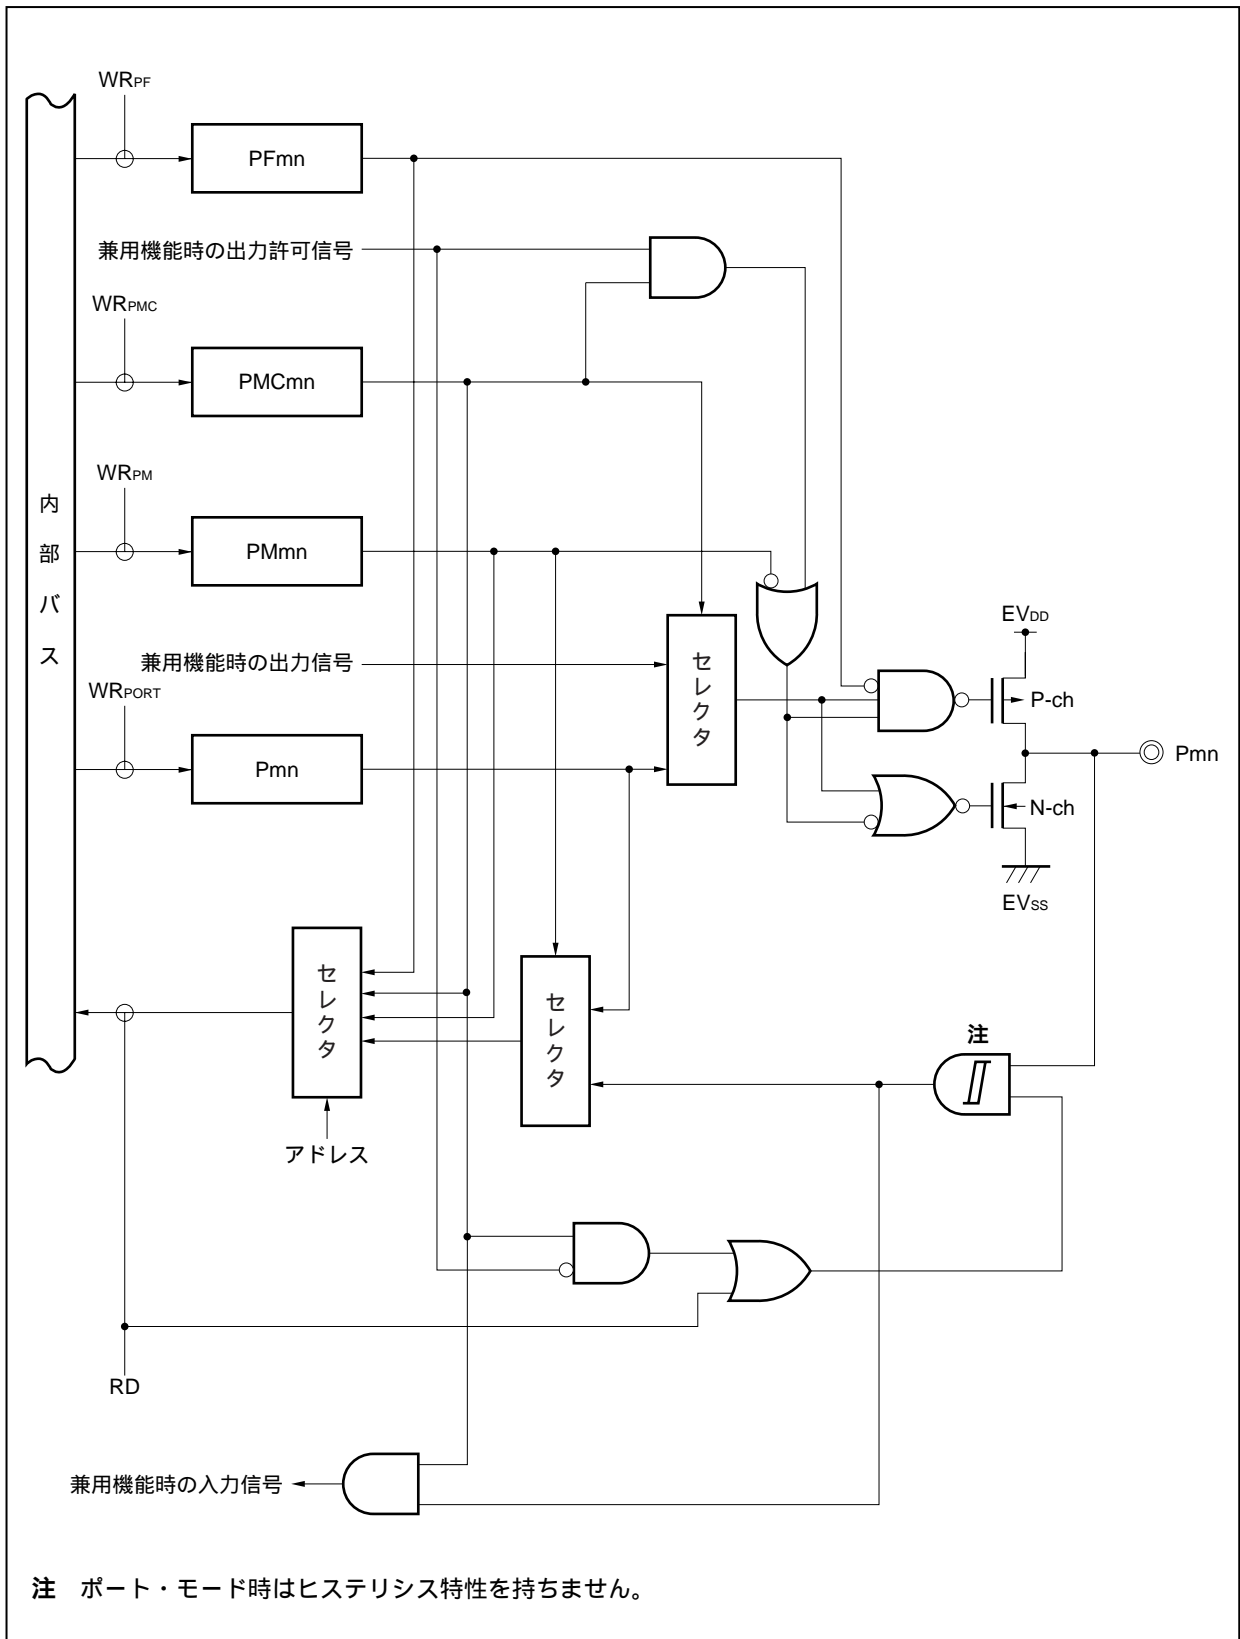 WRPF
PFmn
兼用機能時の出力許可信号
WRPMC
PMCmn
WRPM
PMmn
内部バス
兼用機能時の出力信号
セレクタ
EVDD
P-ch
WRPORT
Pmn
Pmn
N-ch
EVSS
セレクタ
セレクタ
注
アドレス
RD
兼用機能時の入力信号
注 ポート・モード時はヒステリシス特性を持ちません。